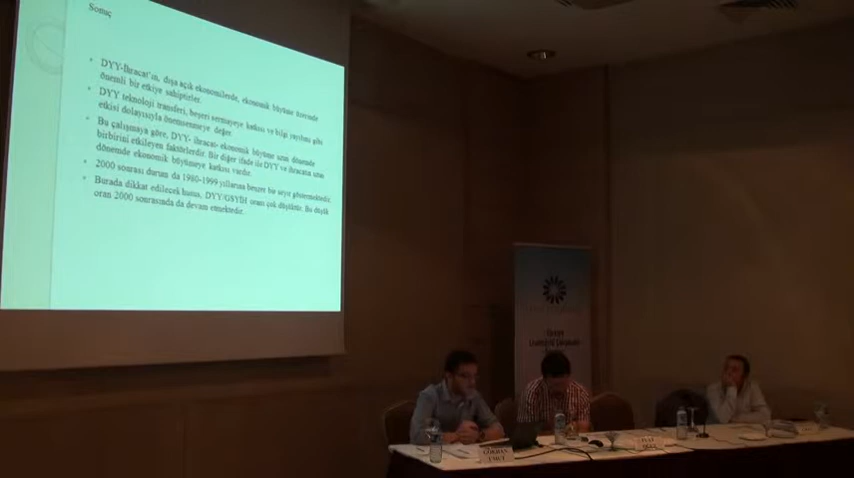 Sonuç
DYY-İhracat'ın, dışa açık ekonomilerde, ekonomik büyüme üzerinde
önemli bir etkiye sahiptirler.
DYY teknoloji transferi, beşeri sermayeye katkısı ve bilgi yayılımı gibi
etkisi dolayısıyla önemsenmeye değer.
Bu çalışmaya göre, DYY- ihracat- ekonomik büyüme uzun dönemde
birbirini etkileyen faktörlerdir. Bir diğer ifade ile DYY ve ihracatın uzun
dönemde ekonomik büyümeye katkısı vardır.
2000 sonrası durum da 1980-1999 yıllarına benzer bir seyir göstermektedir.
Burada dikkat edilecek husus, DYY/GSYİH oranı çok düşüktür. Bu düşük
oran 2000 sonrasında da devam etmektedir.
GÖKHAN
UMUT